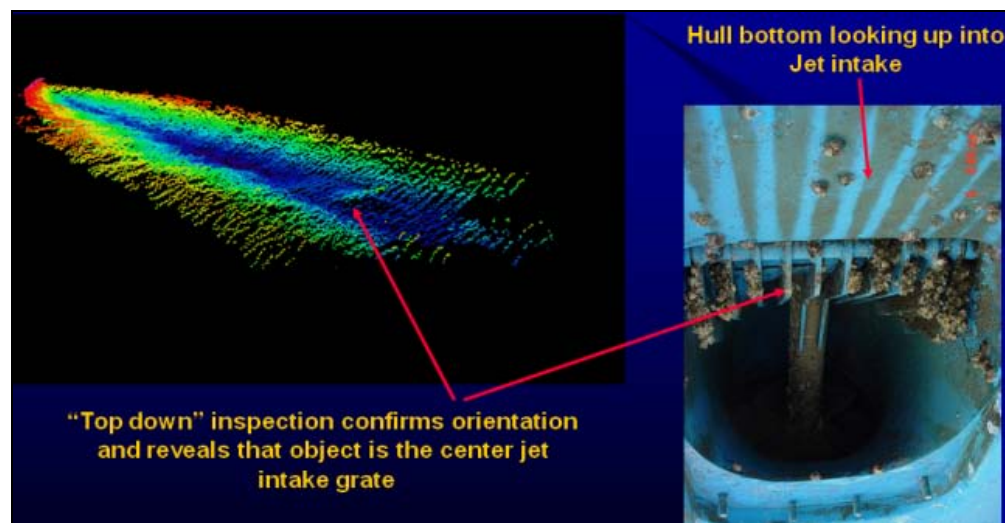 Hull bottom looking up into
Jet intake
“Top down” inspection confirms orientation
and reveals that object is the center jet
intake grate